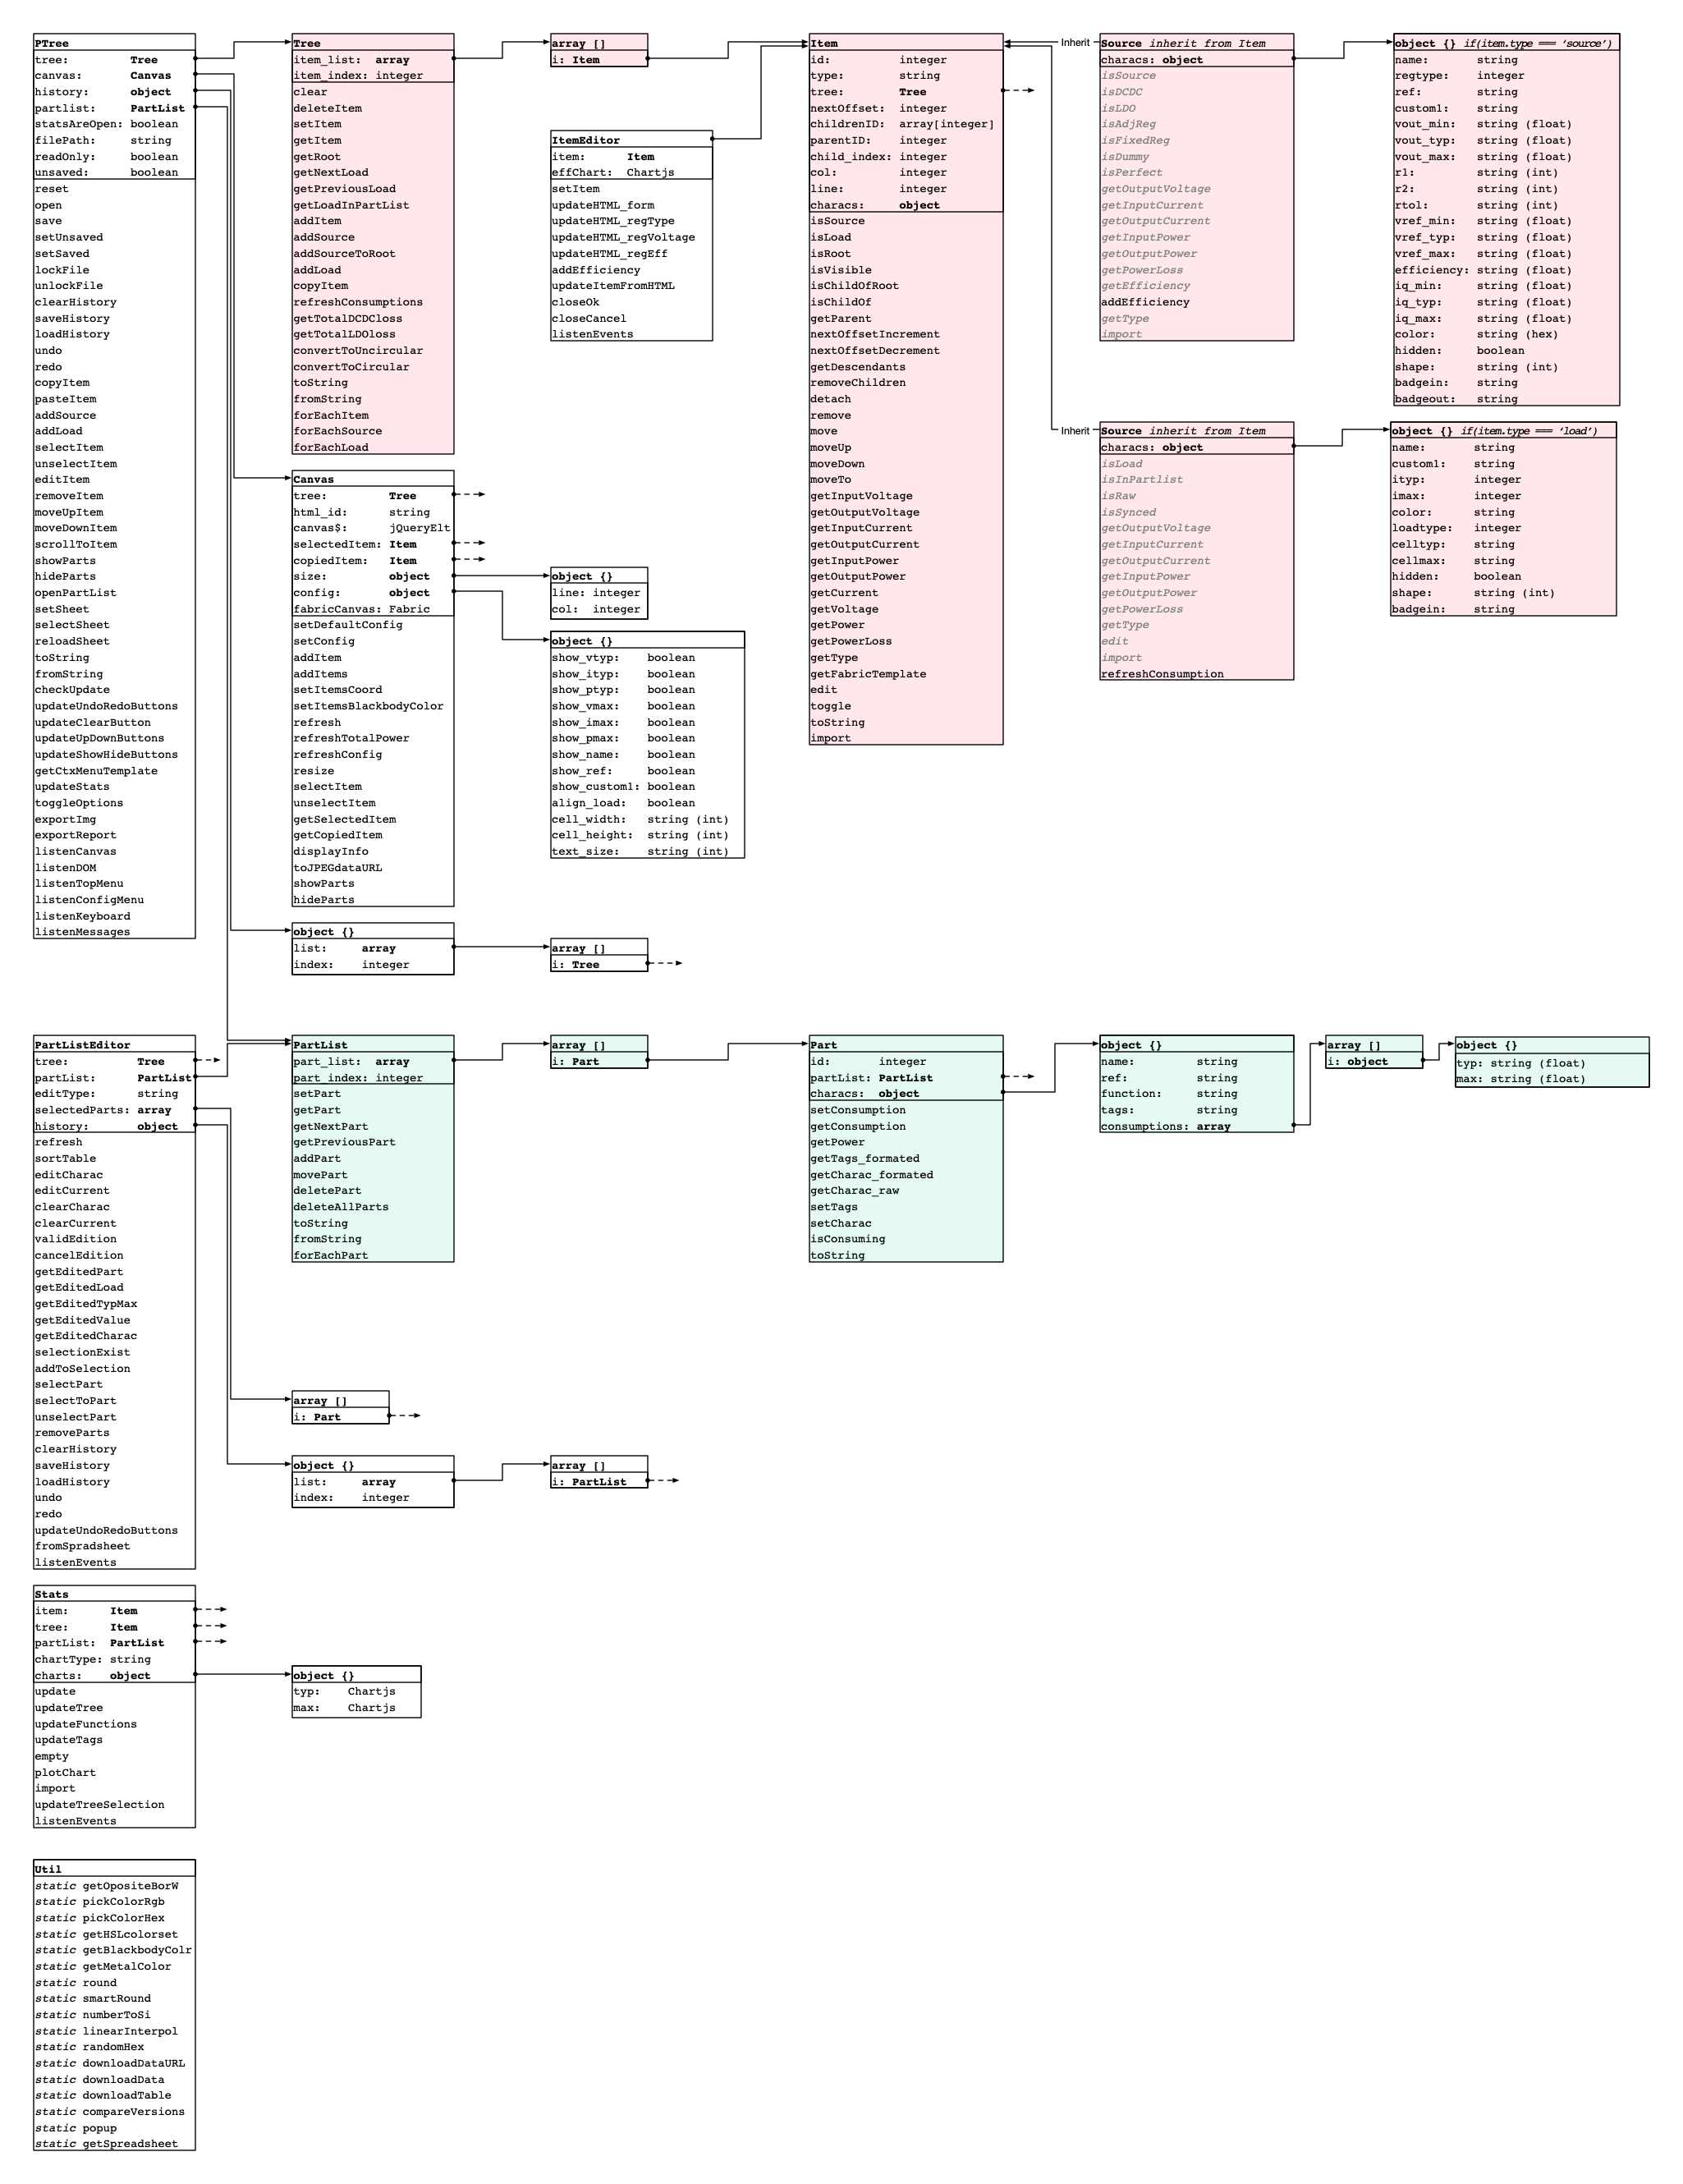 PTree
tree: Tree
canvas: Canvas
history: object
partlist: PartList
statsAreOpen: boolean
filePath: string
readOnly: boolean
unsaved: boolean
reset
open
save
setUnsaved
setSaved
lockFile
unlockFile
clearHistory
saveHistory
loadHistory
undo
redo
copyItem
pasteItem
addSource
addLoad
selectItem
unselectItem
editItem
removeItem
moveUpItem
moveDownItem
scrollToItem
showParts
hideParts
openPartList
setSheet
selectSheet
reloadSheet
toString
fromString
checkUpdate
updateUndoRedoButtons
updateClearButton
updateUpDownButtons
updateShowHideButtons
getCtxMenuTemplate
updateStats
toggleOptions
exportImg
exportReport
listenCanvas
listenDOM
listenTopMenu
listenConfigMenu
listenKeyboard
listenMessages
Tree
item_list: array
item_index: integer
clear
deleteItem
setItem
getItem
getRoot
getNextLoad
getPreviousLoad
getLoadInPartList
addItem
addSource
addSourceToRoot
addLoad
copyItem
refreshConsumptions
getTotalDCDCloss
getTotalLDOloss
convertToUncircular
convertToCircular
toString
fromString
forEachItem
forEachSource
forEachLoad
Canvas
tree: Tree
html_id: string
canvas$: jQueryElt
selectedItem: Item
copiedItem: Item
size: object
config: object
fabricCanvas: Fabric
setDefaultConfig
setConfig
addItem
addItems
setItemsCoord
setItemsBlackbodyColor
refresh
refreshTotalPower
refreshConfig
resize
selectItem
unselectItem
getSelectedItem
getCopiedItem
displayInfo
toJPEGdataURL
showParts
hideParts
object {}
list: array
index: integer
array []
i: Item
ItemEditor
item: Item
effChart: Chartjs
setItem
updateHTML_form
updateHTML_regType
updateHTML_regVoltage
updateHTML_regEff
addEfficiency
updateItemFromHTML
closeOk
closeCancel
listenEvents
object {}
line: integer
col: integer
object {}
show_vtyp: boolean
show_ityp: boolean
show_ptyp: boolean
show_vmax: boolean
show_imax: boolean
show_pmax: boolean
show_name: boolean
show_ref: boolean
show_custom1: boolean
align_load: boolean
cell_width: string (int)
cell_height: string (int)
text_size: string (int)
array []
i: Tree
Item
id: integer
type: string
tree: Tree
nextOffset: integer
childrenID: array[integer]
parentID: integer
child_index: integer
col: integer
line: integer
characs: object
isSource
isLoad
isRoot
isVisible
isChildOfRoot
isChildOf
getParent
nextOffsetIncrement
nextOffsetDecrement
getDescendants
removeChildren
detach
remove
move
moveUp
moveDown
moveTo
getInputVoltage
getOutputVoltage
getInputCurrent
getOutputCurrent
getInputPower
getOutputPower
getCurrent
getVoltage
getPower
getPowerLoss
getType
getFabricTemplate
edit
toggle
toString
import
Inherit
Source inherit from Item
characs: object
isSource
isDCDC
isLDO
isAdjReg
isFixedReg
isDummy
isPerfect
getOutputVoltage
getInputCurrent
getOutputCurrent
getInputPower
getOutputPower
getPowerLoss
getEfficiency
addEfficiency
getType
import
Inherit
Source inherit from Item
characs: object
isLoad
isInPartlist
isRaw
isSynced
getOutputVoltage
getInputCurrent
getOutputCurrent
getInputPower
getOutputPower
getPowerLoss
getType
edit
import
refreshConsumption
object {} if(item.type === ‘source’)
name: string
regtype: integer
ref: string
custom1: string
vout_min: string (float)
vout_typ: string (float)
vout_max: string (float)
r1: string (int)
r2: string (int)
rtol: string (int)
vref_min: string (float)
vref_typ: string (float)
vref_max: string (float)
efficiency: string (float)
iq_min: string (float)
iq_typ: string (float)
iq_max: string (float)
color: string (hex)
hidden: boolean
shape: string (int)
badgein: string
badgeout: string
object {} if(item.type === ‘load’)
name: string
custom1: string
ityp: integer
imax: integer
color: string
loadtype: integer
celltyp: string
cellmax: string
hidden: boolean
shape: string (int)
badgein: string
PartListEditor
tree: Tree
partList: PartList
editType: string
selectedParts: array
history: object
refresh
sortTable
editCharac
editCurrent
clearCharac
clearCurrent
validEdition
cancelEdition
getEditedPart
getEditedLoad
getEditedTypMax
getEditedValue
getEditedCharac
selectionExist
addToSelection
selectPart
selectToPart
unselectPart
removeParts
clearHistory
saveHistory
loadHistory
undo
redo
updateUndoRedoButtons
fromSpradsheet
listenEvents
PartList
part_list: array
part_index: integer
setPart
getPart
getNextPart
getPreviousPart
addPart
movePart
deletePart
deleteAllParts
toString
fromString
forEachPart
array []
i: Part
Part
id: integer
partList: PartList
characs: object
setConsumption
getConsumption
getPower
getTags_formated
getCharac_formated
getCharac_raw
setTags
setCharac
isConsuming
toString
object {}
name: string
ref: string
function: string
tags: string
consumptions: array
array []
i: object
object {}
typ: string (float)
max: string (float)
array []
i: Part
object {}
list: array
index: integer
array []
i: PartList
Stats
item: Item
tree: Item
partList: PartList
chartType: string
charts: object
update
updateTree
updateFunctions
updateTags
empty
plotChart
import
updateTreeSelection
listenEvents
object {}
typ: Chartjs
max: Chartjs
Util
static getOpositeBorW
static pickColorRgb
static pickColorHex
static getHSLcolorset
static getBlackbodyColr
static getMetalColor
static round
static smartRound
static numberToSi
static linearInterpol
static randomHex
static downloadDataURL
static downloadData
static downloadTable
static compareVersions
static popup
static getSpreadsheet